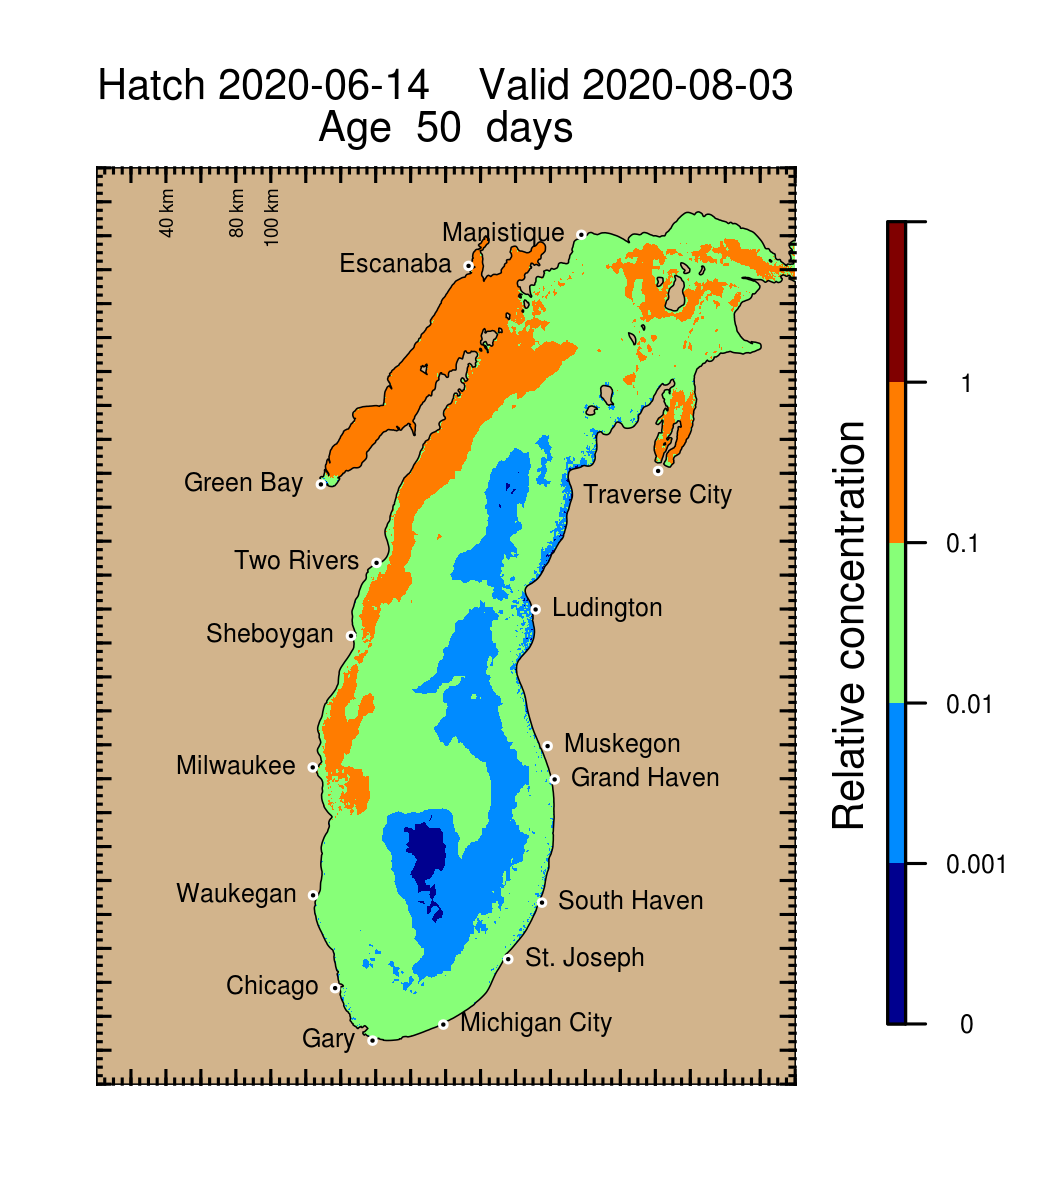 Hatch 2020-06-14 Valid 2020-08-03
Age 50 days
40 km
80 km
100 km
Manistique
Escanaba
Green Bay
Traverse City
Two Rivers
Ludington
Sheboygan
Muskegon
Milwaukee
Grand Haven
Waukegan
South Haven
St. Joseph
Chicago
Michigan City
Gary
Relative concentration
1
0.1
0.01
0.001
0